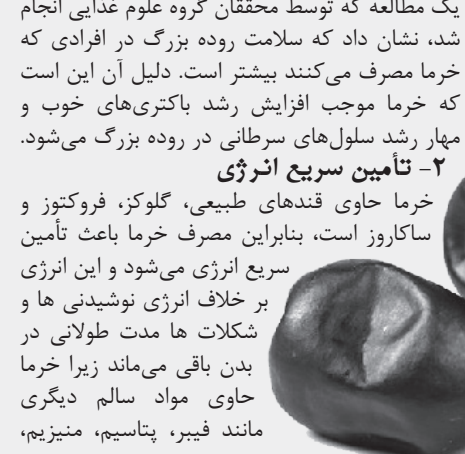 یک مطالعه که توسط محققان گروه علوم غذایی انجام
شد، نشان داد که سلامت روده بزرگ در افرادی که
خرما مصرف می‌کنند بیشتر است. دلیل آن این است
که خرما موجب افزایش رشد باکتری‌های خوب و
مهار رشد سلول‌های سرطانی در روده بزرگ می‌شود.
۲- تأمین سریع انرژی
خرما حاوی قندهای طبیعی، گلوکز، فروکتوز و
ساکاروز است، بنابراین مصرف خرما باعث تأمین
سریع انرژی می‌شود و این انرژی
بر خلاف انرژی نوشیدنی ها و
شکلات ها مدت طولانی در
بدن باقی می‌ماند زیرا خرما
حاوی مواد سالم دیگری
مانند فیبر، پتاسیم، منیزیم،